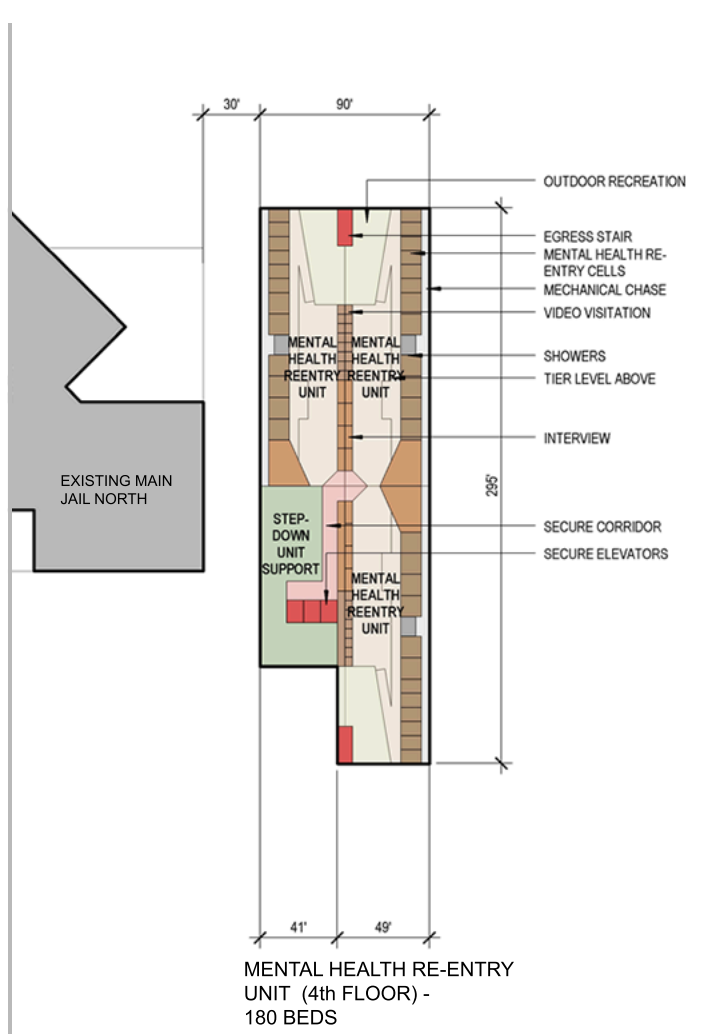 30'
90'
OUTDOOR RECREATION
EGRESS STAIR
MENTAL HEALTH RE-
ENTRY CELLS
MECHANICAL CHASE
VIDEO VISITATION
SHOWERS
TIER LEVEL ABOVE
INTERVIEW
SECURE CORRIDOR
SECURE ELEVATORS
MENTAL
HEALTH
REENTRY
UNIT
MENTAL
HEALTH
REENTRY
UNIT
EXISTING MAIN
JAIL NORTH
295'
STEP-
DOWN
UNIT
SUPPORT
MENTAL
HEALTH
REENTRY
UNIT
41'
49'
MENTAL HEALTH RE-ENTRY
UNIT (4th FLOOR) -
180 BEDS